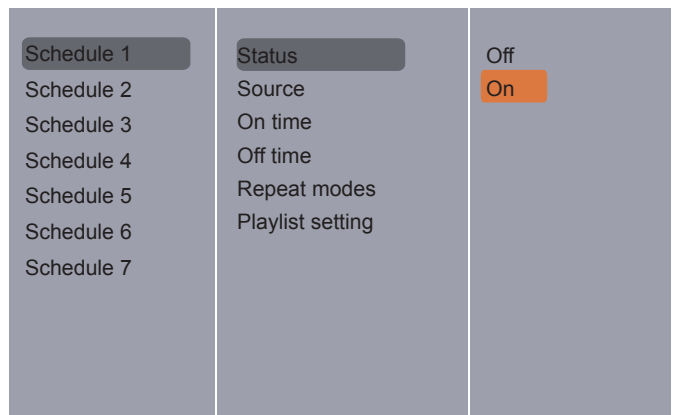 Schedule 1
Schedule 2
Schedule 3
Schedule 4
Schedule 5
Schedule 6
Schedule 7
Status
Source
On time
Off time
Repeat modes
Playlist setting
Off
On